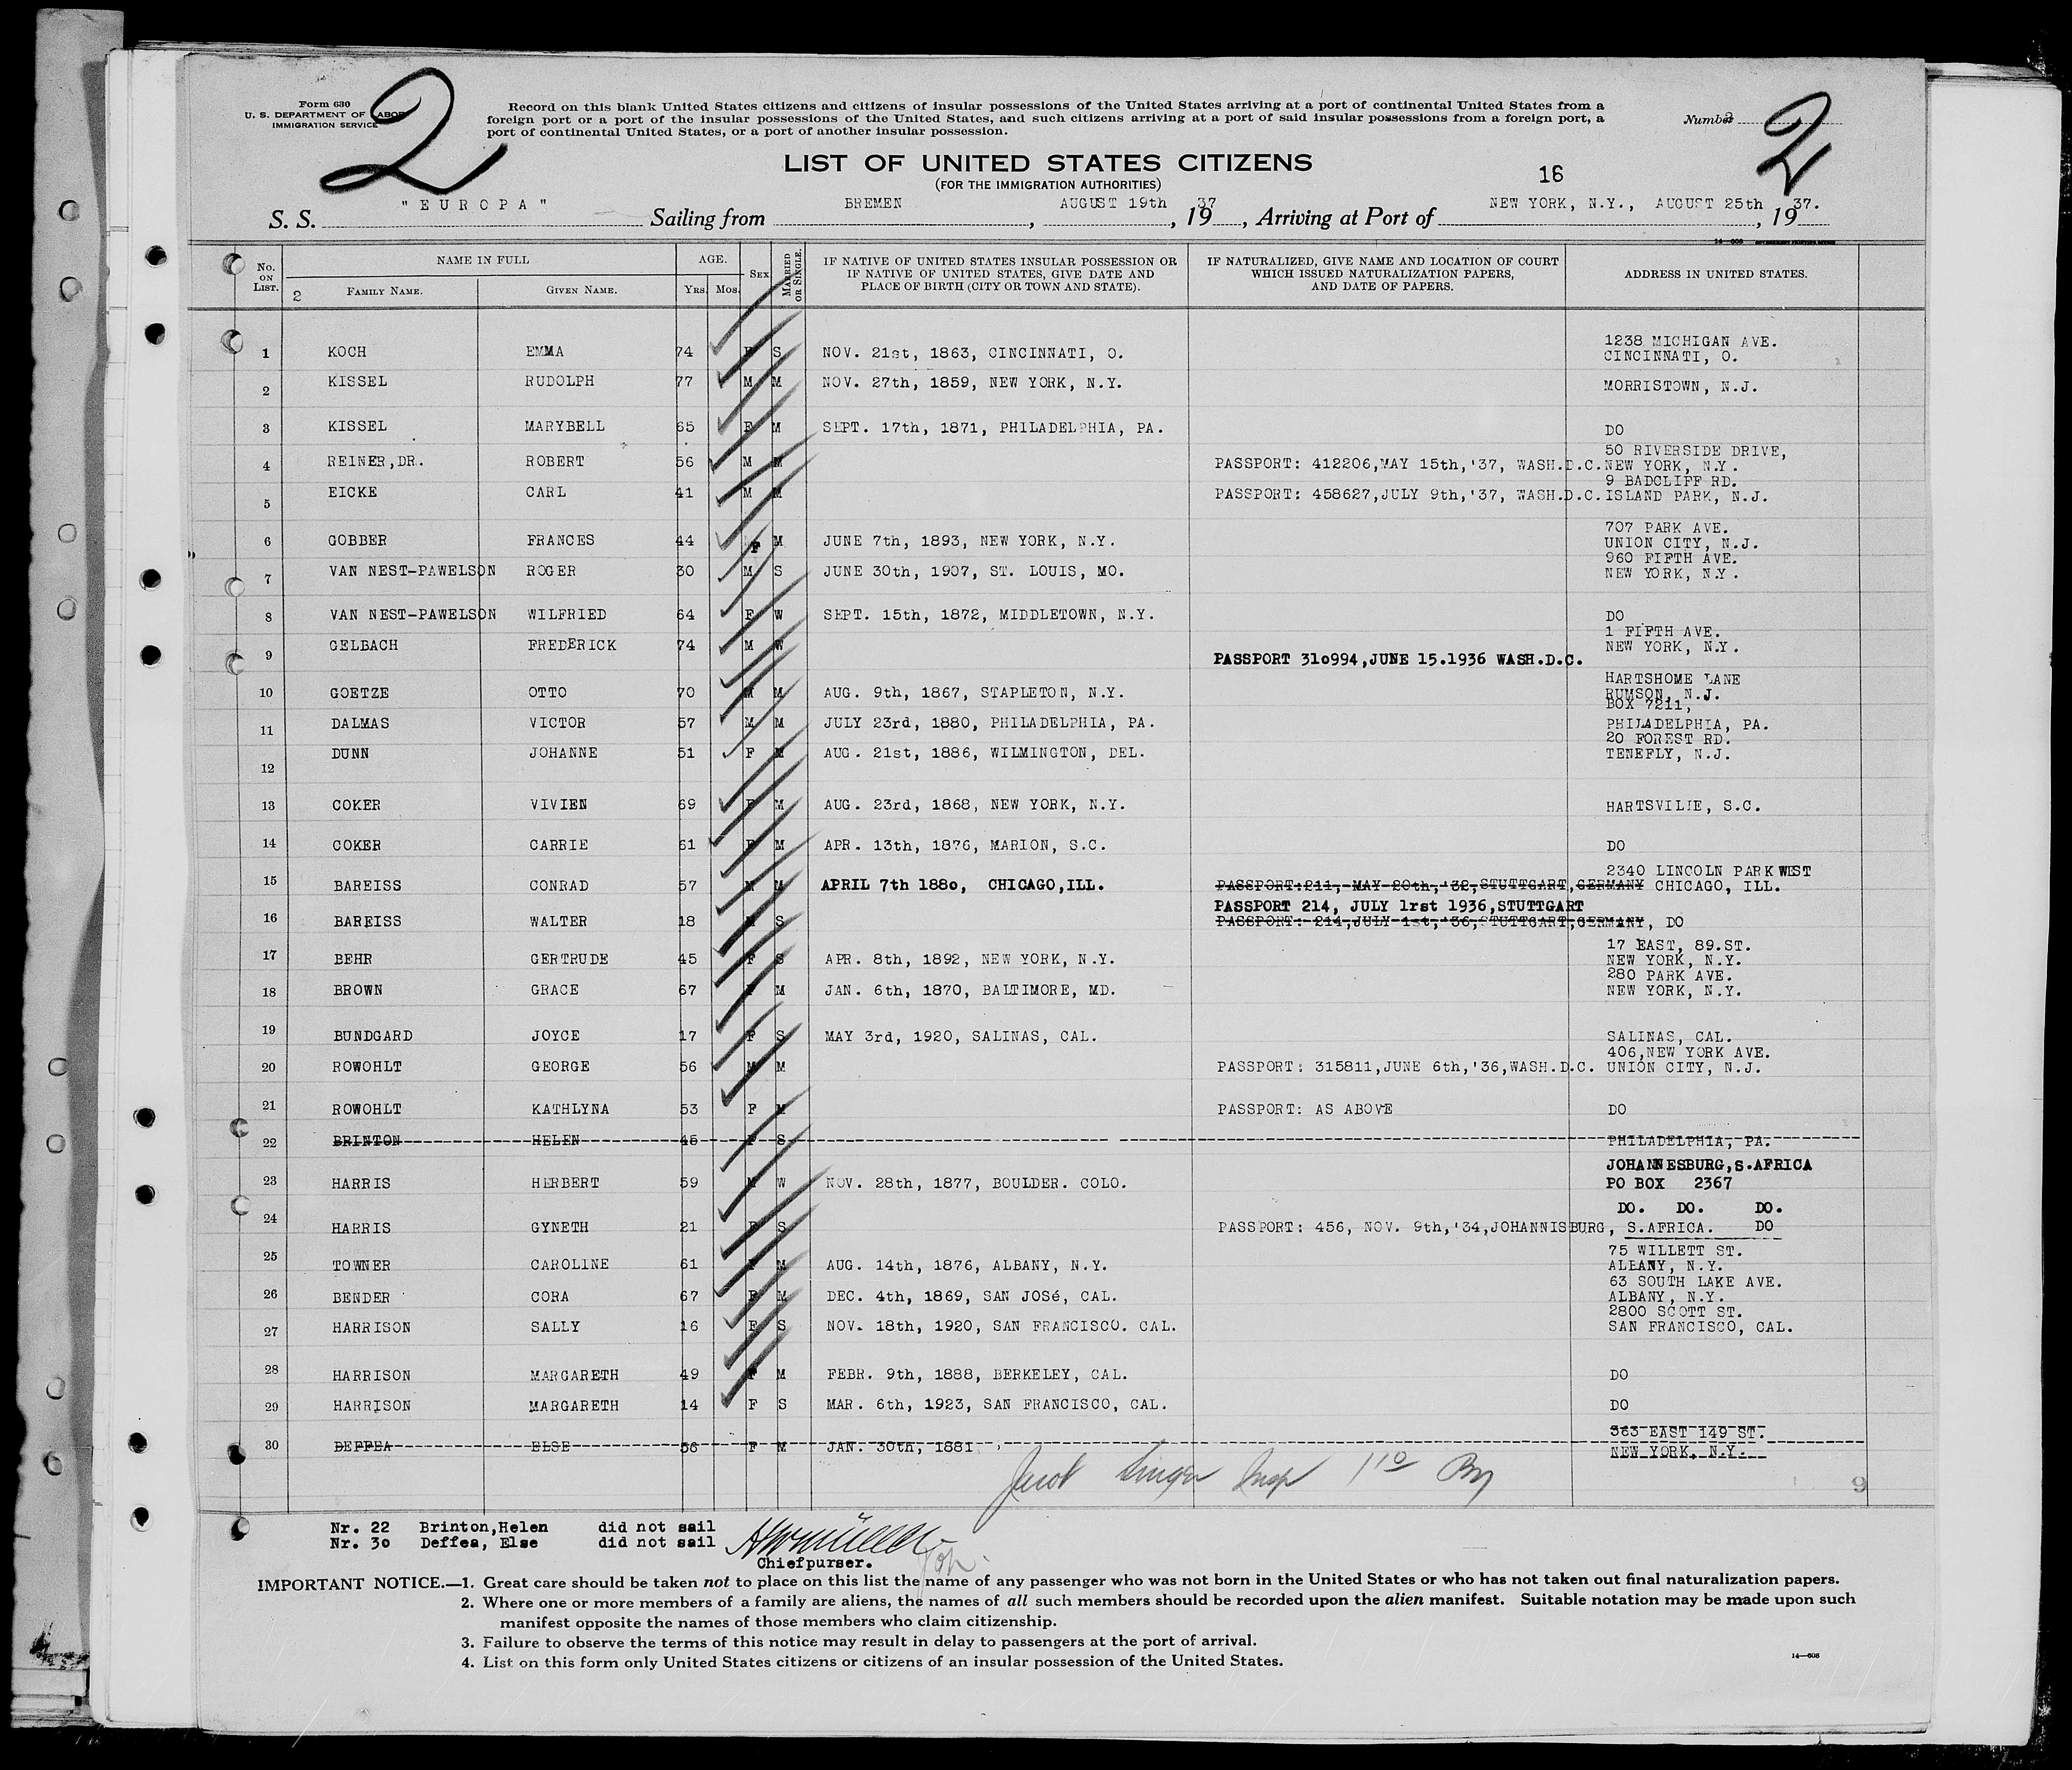 2
2
Form 630
U. S. DEPARTMENT OF LABOR
IMMIGRATION SERVICE
Record on this blank United States citizens and citizens of insular possessions of the United States arriving at a port of continental United States from a
foreign port or a port of the insular possessions of the United States, and such citizens arriving at a port of said insular possessions from a foreign port, a
port of continental United States, or a port of another insular possession.
Number 2
LIST OF UNITED STATES CITIZENS
(FOR THE IMMIGRATION AUTHORITIES)
16
S. S. "EUROPA" Sailing from BREMEN, AUGUST 19th, 1937, Arriving at Port of NEW YORK, N.Y., AUGUST 25th, 1937.
14-608
No. ON LIST. NAME IN FULL AGE. SEX MARRIED OR SINGLE. IF NATIVE OF UNITED STATES INSULAR POSSESSION OR IF NATIVE OF UNITED STATES, GIVE DATE AND PLACE OF BIRTH (CITY OR TOWN AND STATE). IF NATURALIZED, GIVE NAME AND LOCATION OF COURT WHICH ISSUED NATURALIZATION PAPERS, AND DATE OF PAPERS. ADDRESS IN UNITED STATES.
2 FAMILY NAME. GIVEN NAME. YRS. MOS.
1238 MICHIGAN AVE.
1 KOCH EMMA 74 F S NOV. 21st, 1863, CINCINNATI, O. CINCINNATI, O.
2 KISSEL RUDOLPH 77 M M NOV. 27th, 1859, NEW YORK, N.Y. MORRISTOWN, N.J.
3 KISSEL MARYBELL 65 F M SEPT. 17th, 1871, PHILADELPHIA, PA. DO
50 RIVERSIDE DRIVE,
4 REINER,DR. ROBERT 56 M M PASSPORT: 412206,MAY 15th,'37, WASH.D.C. NEW YORK, N.Y.
9 BADCLIFF RD.
5 EICKE CARL 41 M M PASSPORT: 458627,JULY 9th,'37, WASH.D.C. ISLAND PARK, N.J.
707 PARK AVE.
6 GOBBER FRANCES 44 F M JUNE 7th, 1893, NEW YORK, N.Y. UNION CITY, N.J.
960 FIFTH AVE.
7 VAN NEST-PAWELSON ROGER 30 M S JUNE 30th, 1907, ST. LOUIS, MO. NEW YORK, N.Y.
8 VAN NEST-PAWELSON WILFRIED 64 F W SEPT. 15th, 1872, MIDDLETOWN, N.Y. DO
1 FIFTH AVE.
9 GELBACH FREDERICK 74 M W PASSPORT 310994,JUNE 15.1936 WASH.D.C. NEW YORK, N.Y.
HARTSHOME LANE
10 GOETZE OTTO 70 M M AUG. 9th, 1867, STAPLETON, N.Y. RUMSON, N.J.
BOX 7211,
11 DALMAS VICTOR 57 M M JULY 23rd, 1880, PHILADELPHIA, PA. PHILADELPHIA, PA.
20 FOREST RD.
12 DUNN JOHANNE 51 F M AUG. 21st, 1886, WILMINGTON, DEL. TENEFLY, N.J.
13 COKER VIVIEN 69 F M AUG. 23rd, 1868, NEW YORK, N.Y. HARTSVILIE, S.C.
14 COKER CARRIE 61 F M APR. 13th, 1876, MARION, S.C. DO
2340 LINCOLN PARK WEST
15 BAREISS CONRAD 57 M M APRIL 7th 1880, CHICAGO,ILL. PASSPORT:211, MAY 20th,'32,STUTTGART,GERMANY CHICAGO, ILL.
PASSPORT 214, JULY 1rst 1936,STUTTGART
16 BAREISS WALTER 18 M S PASSPORT: 214,JULY 1st,'36,STUTTGART,GERMANY, DO
17 EAST, 89.ST.
17 BEHR GERTRUDE 45 F S APR. 8th, 1892, NEW YORK, N.Y. NEW YORK, N.Y.
280 PARK AVE.
18 BROWN GRACE 67 F M JAN. 6th, 1870, BALTIMORE, MD. NEW YORK, N.Y.
19 BUNDGARD JOYCE 17 F S MAY 3rd, 1920, SALINAS, CAL. SALINAS, CAL.
406,NEW YORK AVE.
20 ROWOHLT GEORGE 56 M M PASSPORT: 315811,JUNE 6th,'36,WASH.D.C. UNION CITY, N.J.
21 ROWOHLT KATHLYNA 53 F M PASSPORT: AS ABOVE DO
22 BRINTON HELEN 45 F S PHILADELPHIA, PA.
JOHANNESBURG,S.AFRICA
23 HARRIS HERBERT 59 M W NOV. 28th, 1877, BOULDER. COLO. PO BOX 2367
DO. DO. DO.
24 HARRIS GYNETH 21 F S PASSPORT: 456, NOV. 9th,'34,JOHANNISBURG, S.AFRICA. DO
75 WILLETT ST.
25 TOWNER CAROLINE 61 F M AUG. 14th, 1876, ALBANY, N.Y. ALBANY, N.Y.
63 SOUTH LAKE AVE.
26 BENDER CORA 67 F M DEC. 4th, 1869, SAN JOSé, CAL. ALBANY, N.Y.
2800 SCOTT ST.
27 HARRISON SALLY 16 F S NOV. 18th, 1920, SAN FRANCISCO. CAL. SAN FRANCISCO, CAL.
28 HARRISON MARGARETH 49 F M FEBR. 9th, 1888, BERKELEY, CAL. DO
29 HARRISON MARGARETH 14 F S MAR. 6th, 1923, SAN FRANCISCO, CAL. DO
363 EAST 149 ST.
30 DEFFEA ELSE 56 F M JAN. 30th, 1881, NEW YORK, N.Y.
Jacob Singer Insp
9
Nr. 22 Brinton,Helen did not sail
Nr. 30 Deffea, Else did not sail
Chiefpurser.
IMPORTANT NOTICE.—1. Great care should be taken not to place on this list the name of any passenger who was not born in the United States or who has not taken out final naturalization papers.
2. Where one or more members of a family are aliens, the names of all such members should be recorded upon the alien manifest. Suitable notation may be made upon such
manifest opposite the names of those members who claim citizenship.
3. Failure to observe the terms of this notice may result in delay to passengers at the port of arrival.
4. List on this form only United States citizens or citizens of an insular possession of the United States.
14-608